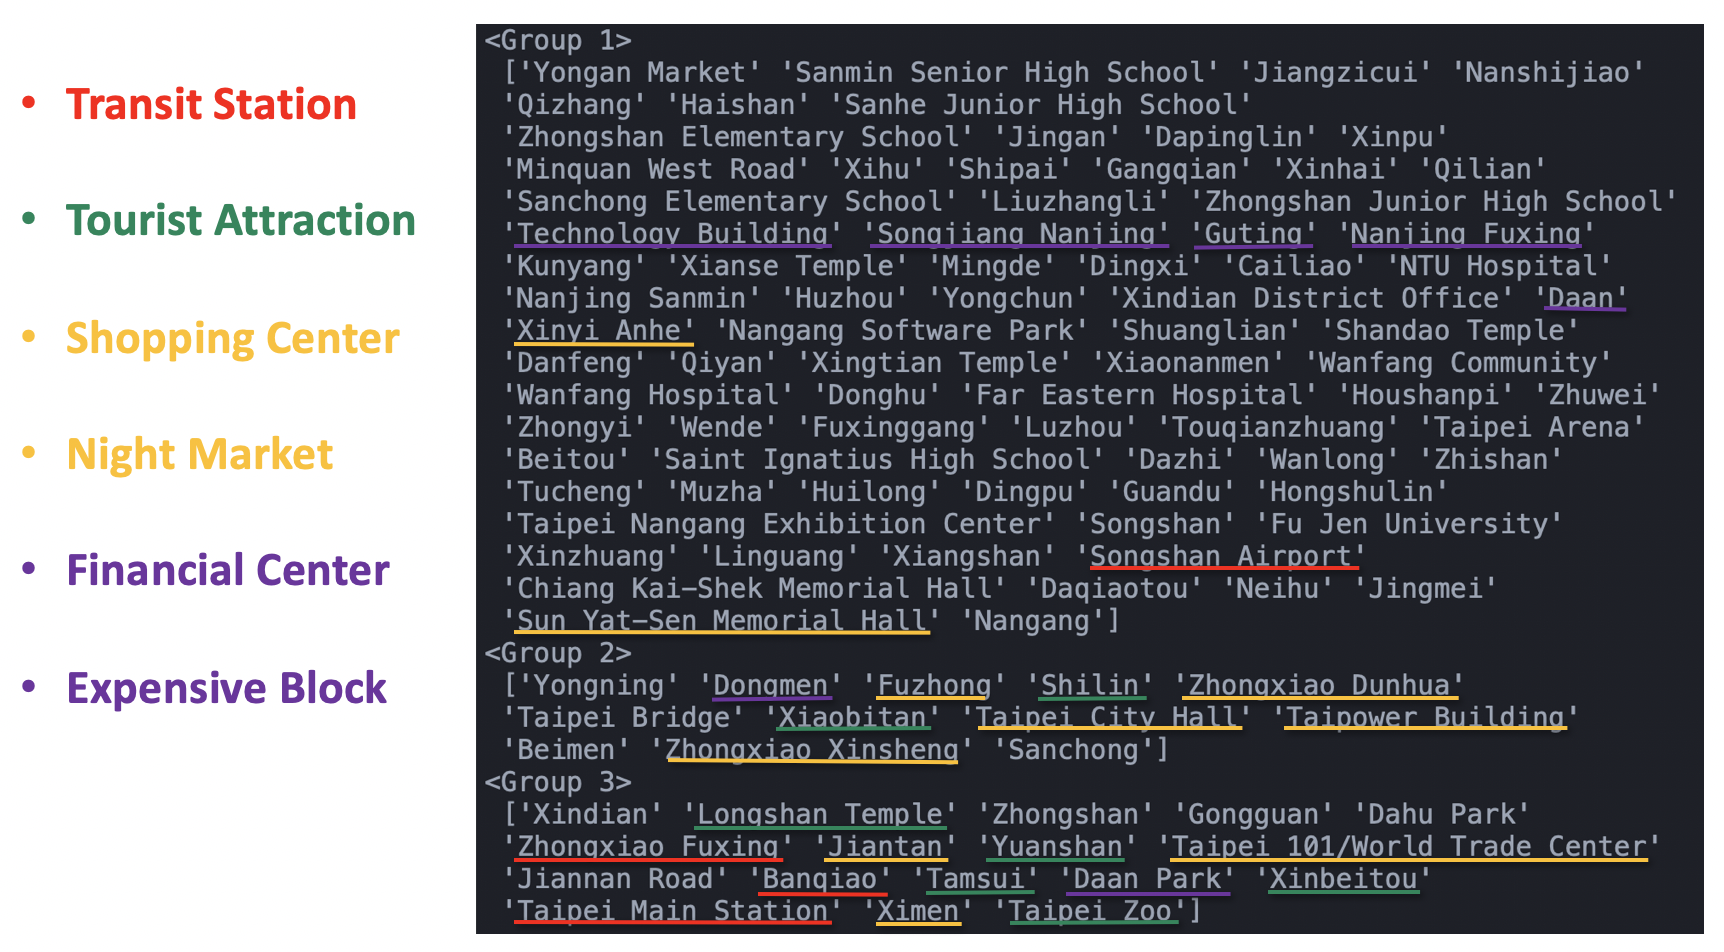 • Transit Station
• Tourist Attraction
• Shopping Center
• Night Market
• Financial Center
• Expensive Block
<Group 1>
['Yongan Market' 'Sanmin Senior High School' 'Jiangzicui' 'Nanshijiao'
'Qizhang' 'Haishan' 'Sanhe Junior High School'
'Zhongshan Elementary School' 'Jingan' 'Dapinglin' 'Xinpu'
'Minquan West Road' 'Xihu' 'Shipai' 'Gangqian' 'Xinhai' 'Qilian'
'Sanchong Elementary School' 'Liuzhangli' 'Zhongshan Junior High School'
'Technology Building' 'Songjiang Nanjing' 'Guting' 'Nanjing Fuxing'
'Kunyang' 'Xianse Temple' 'Mingde' 'Dingxi' 'Cailiao' 'NTU Hospital'
'Nanjing Sanmin' 'Huzhou' 'Yongchun' 'Xindian District Office' 'Daan'
'Xinyi Anhe' 'Nangang Software Park' 'Shuanglian' 'Shandao Temple'
'Danfeng' 'Qiyan' 'Xingtian Temple' 'Xiaonanmen' 'Wanfang Community'
'Wanfang Hospital' 'Donghu' 'Far Eastern Hospital' 'Houshanpi' 'Zhuwei'
'Zhongyi' 'Wende' 'Fuxinggang' 'Luzhou' 'Touqianzhuang' 'Taipei Arena'
'Beitou' 'Saint Ignatius High School' 'Dazhi' 'Wanlong' 'Zhishan'
'Tucheng' 'Muzha' 'Huilong' 'Dingpu' 'Guandu' 'Hongshulin'
'Taipei Nangang Exhibition Center' 'Songshan' 'Fu Jen University'
'Xinzhuang' 'Linguang' 'Xiangshan' 'Songshan Airport'
'Chiang Kai-Shek Memorial Hall' 'Daqiaotou' 'Neihu' 'Jingmei'
'Sun Yat-Sen Memorial Hall' 'Nangang']
<Group 2>
['Yongning' 'Dongmen' 'Fuzhong' 'Shilin' 'Zhongxiao Dunhua'
'Taipei Bridge' 'Xiaobitan' 'Taipei City Hall' 'Taipower Building'
'Beimen' 'Zhongxiao Xinsheng' 'Sanchong']
<Group 3>
['Xindian' 'Longshan Temple' 'Zhongshan' 'Gongguan' 'Dahu Park'
'Zhongxiao Fuxing' 'Jiantan' 'Yuanshan' 'Taipei 101/World Trade Center'
'Jiannan Road' 'Banqiao' 'Tamsui' 'Daan Park' 'Xinbeitou'
'Taipei Main Station' 'Ximen' 'Taipei Zoo']